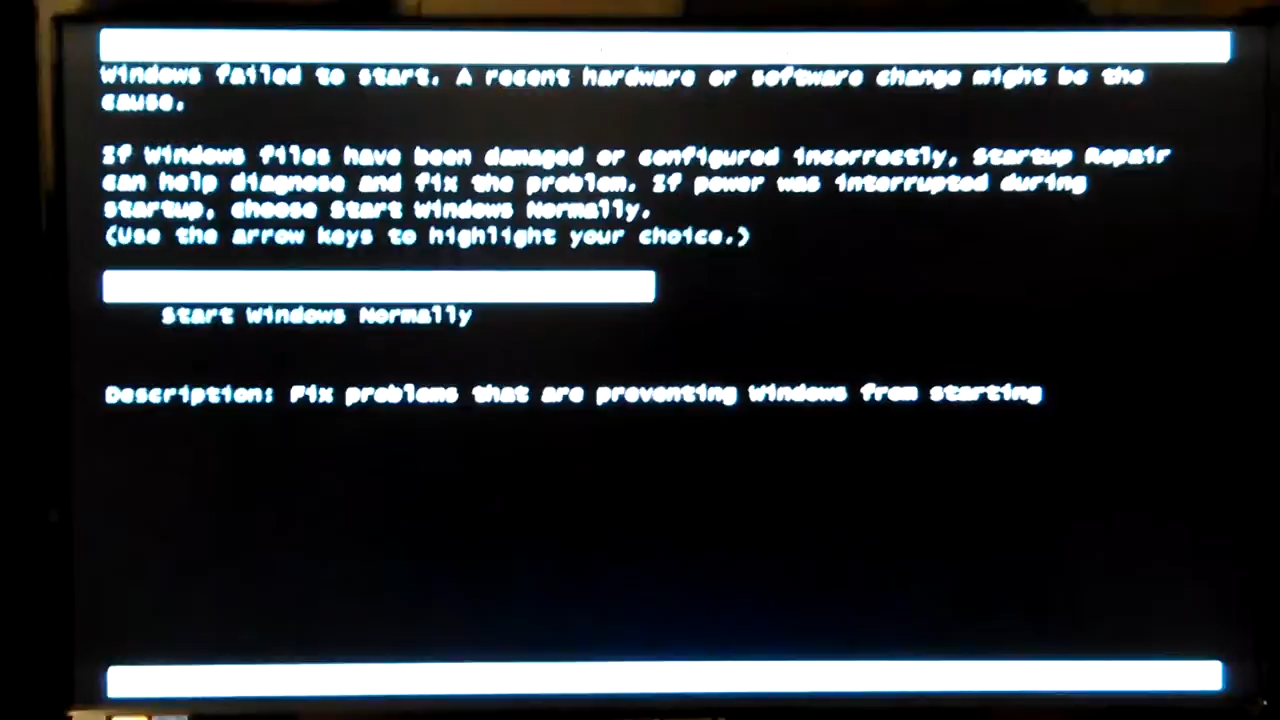 Windows failed to start. A recent hardware or software change might be the
cause.
If Windows files have been damaged or configured incorrectly, Startup Repair
can help diagnose and fix the problem. If power was interrupted during
startup, choose Start Windows Normally.
(Use the arrow keys to highlight your choice.)
Start Windows Normally
Description: Fix problems that are preventing Windows from starting